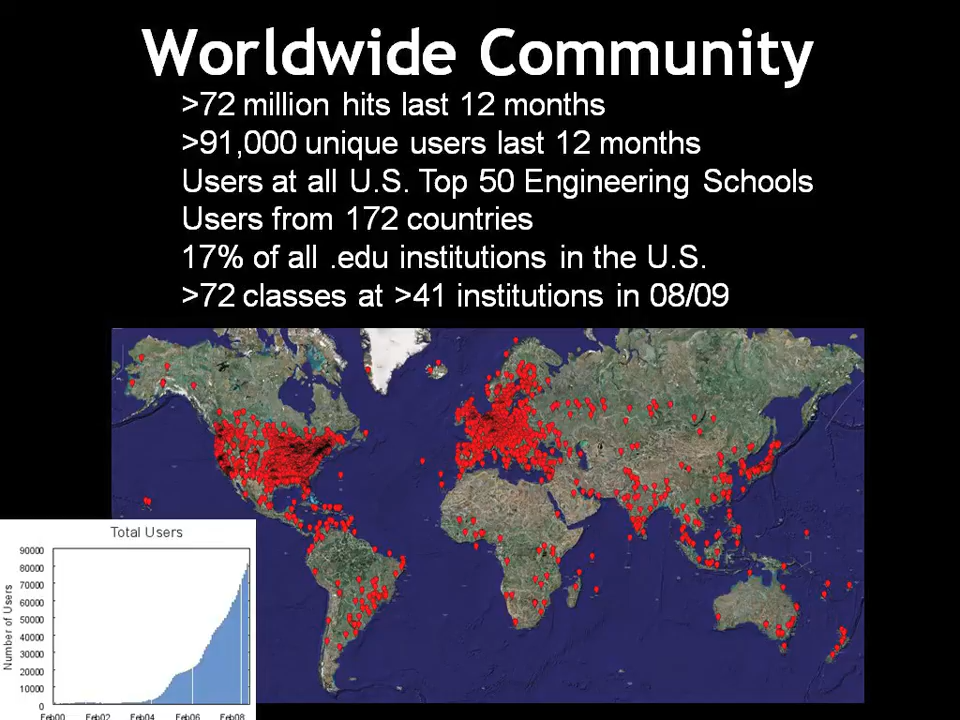 Worldwide Community
>72 million hits last 12 months
>91,000 unique users last 12 months
Users at all U.S. Top 50 Engineering Schools
Users from 172 countries
17% of all .edu institutions in the U.S.
>72 classes at >41 institutions in 08/09
Total Users
90000
80000
70000
60000
50000
40000
30000
20000
10000
0
Number of Users
Feb00 Feb02 Feb04 Feb06 Feb08